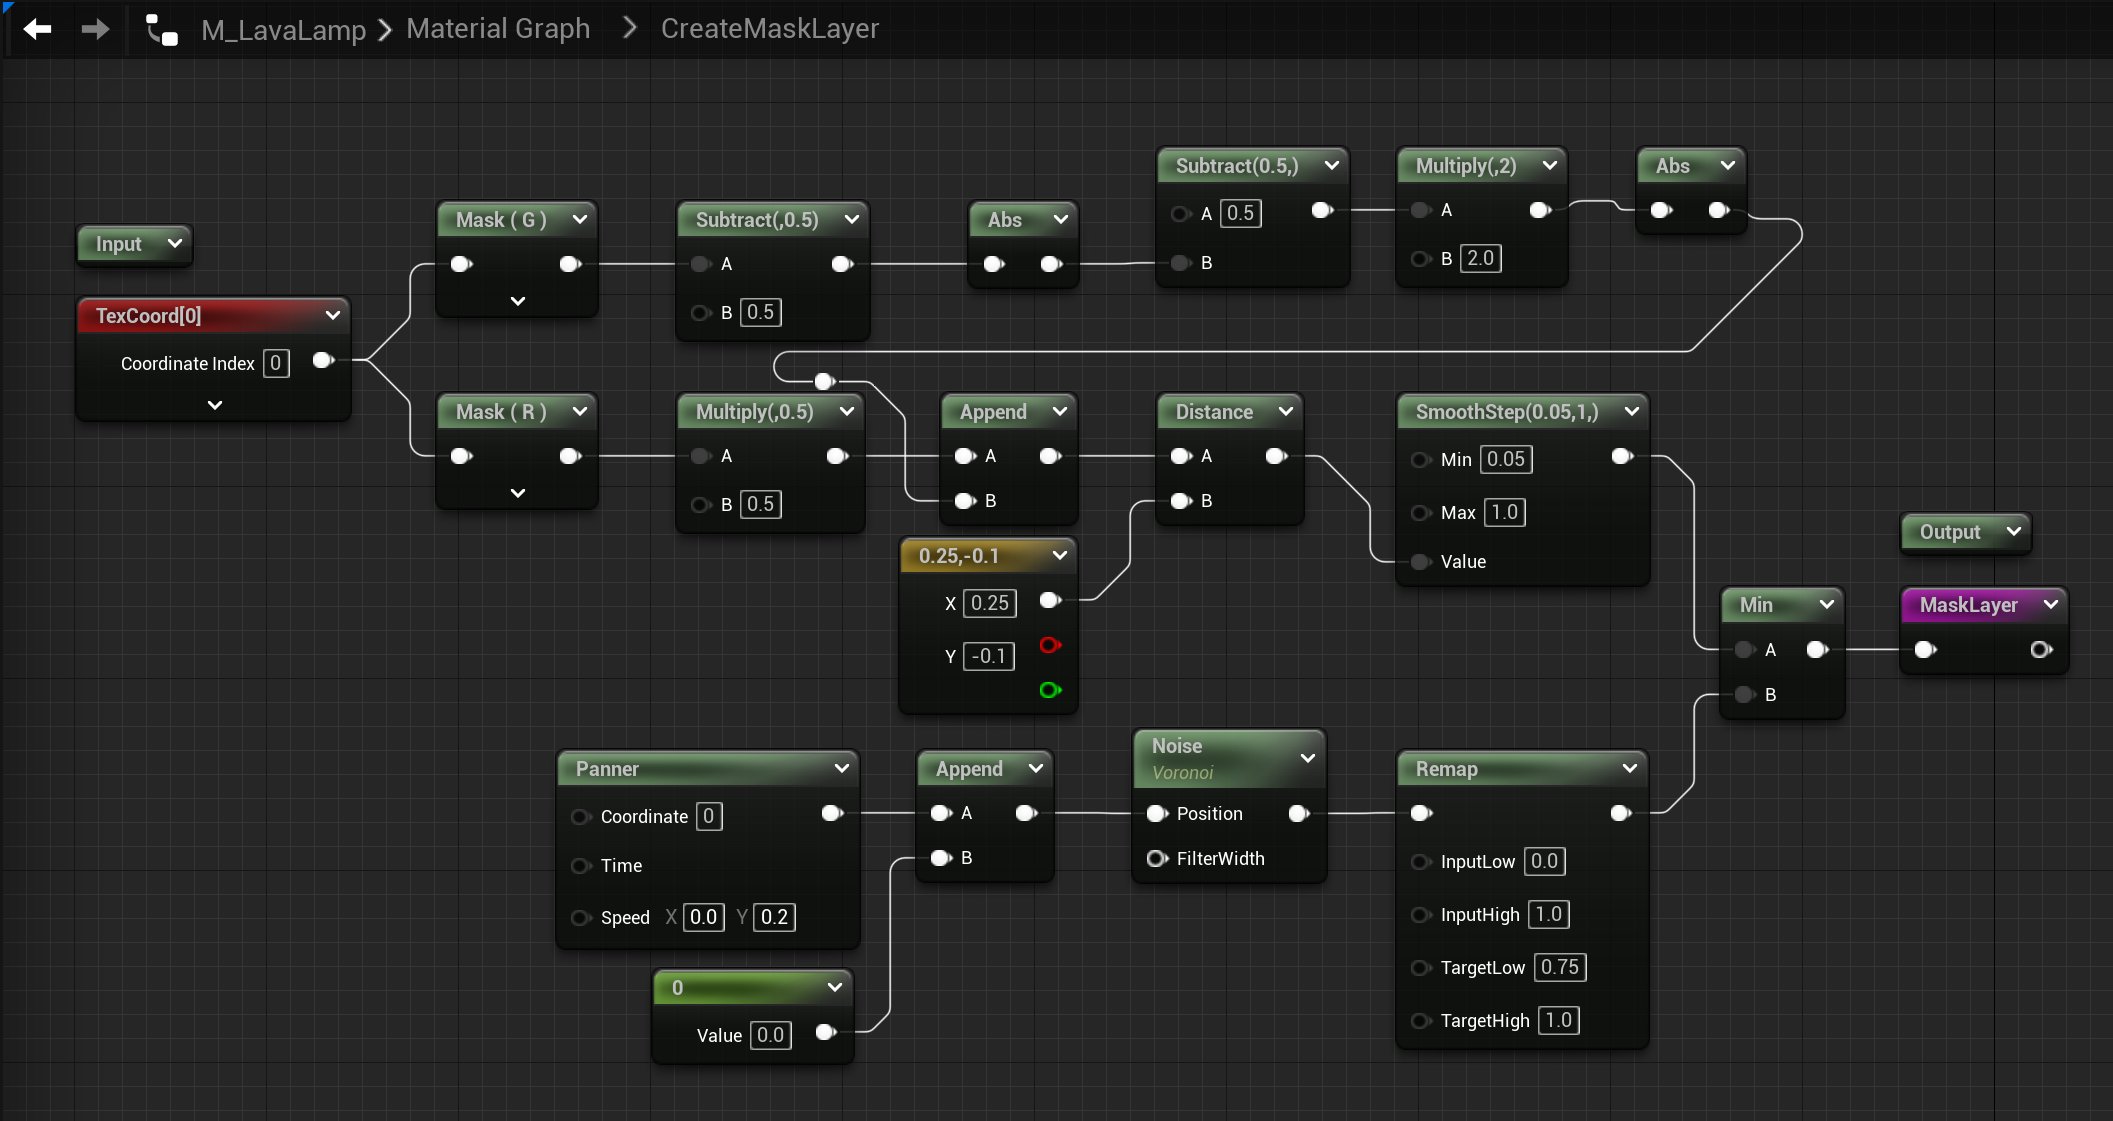 M_LavaLamp > Material Graph > CreateMaskLayer
Input
TexCoord[0]
Coordinate Index 0
Mask ( G )
Subtract(,0.5)
A
B 0.5
Abs
Subtract(0.5,)
A 0.5
B
Multiply(,2)
A
B 2.0
Abs
Mask ( R )
Multiply(,0.5)
A
B 0.5
Append
A
B
Distance
A
B
SmoothStep(0.05,1,)
Min 0.05
Max 1.0
Value
0.25,-0.1
X 0.25
Y -0.1
Output
Min
A
B
MaskLayer
Panner
Coordinate 0
Time
Speed X 0.0 Y 0.2
Append
A
B
Noise
Voronoi
Position
FilterWidth
Remap
InputLow 0.0
InputHigh 1.0
TargetLow 0.75
TargetHigh 1.0
0
Value 0.0